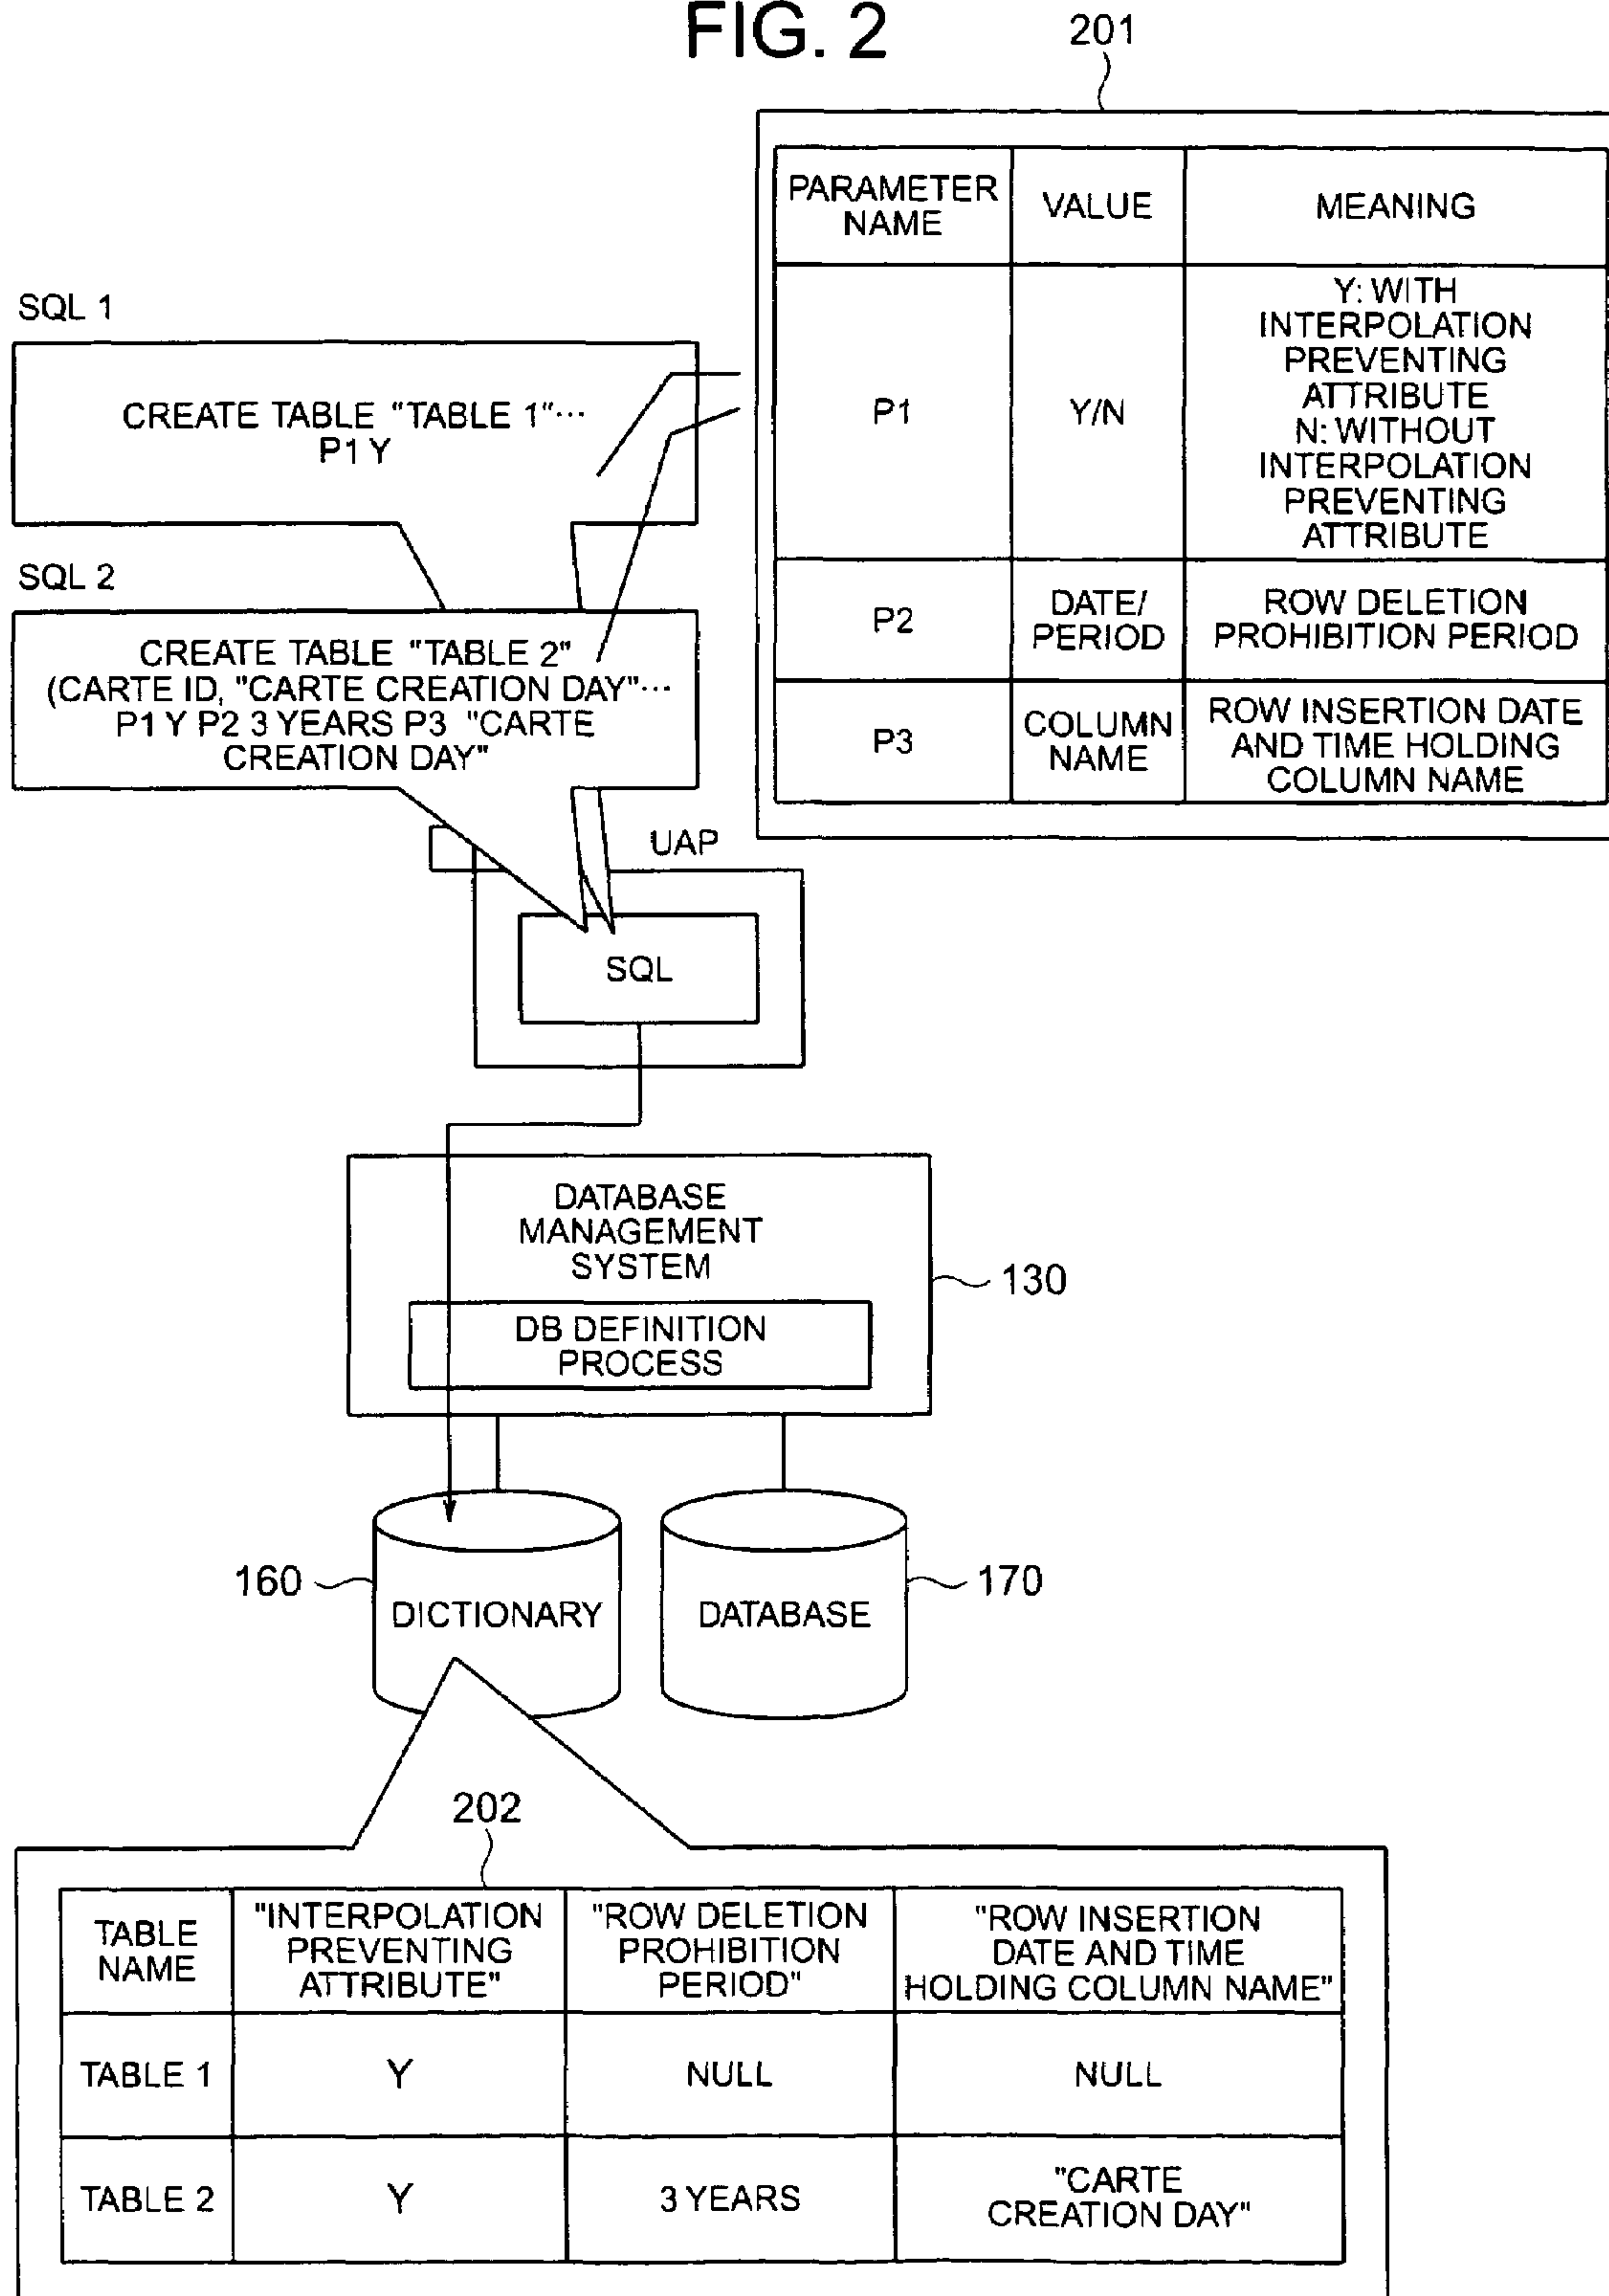 FIG. 2
201
PARAMETER
NAME
VALUE
MEANING
P1
Y/N
Y: WITH
INTERPOLATION
PREVENTING
ATTRIBUTE
N: WITHOUT
INTERPOLATION
PREVENTING
ATTRIBUTE
P2
DATE/
PERIOD
ROW DELETION
PROHIBITION PERIOD
P3
COLUMN
NAME
ROW INSERTION DATE
AND TIME HOLDING
COLUMN NAME
SQL 1
CREATE TABLE "TABLE 1"···
P1 Y
SQL 2
CREATE TABLE "TABLE 2"
(CARTE ID, "CARTE CREATION DAY"···
P1 Y P2 3 YEARS P3 "CARTE
CREATION DAY"
UAP
SQL
DATABASE
MANAGEMENT
SYSTEM
130
DB DEFINITION
PROCESS
160
DICTIONARY
DATABASE
170
202
TABLE
NAME
"INTERPOLATION
PREVENTING
ATTRIBUTE"
"ROW DELETION
PROHIBITION
PERIOD"
"ROW INSERTION
DATE AND TIME
HOLDING COLUMN NAME"
TABLE 1
Y
NULL
NULL
TABLE 2
Y
3 YEARS
"CARTE
CREATION DAY"